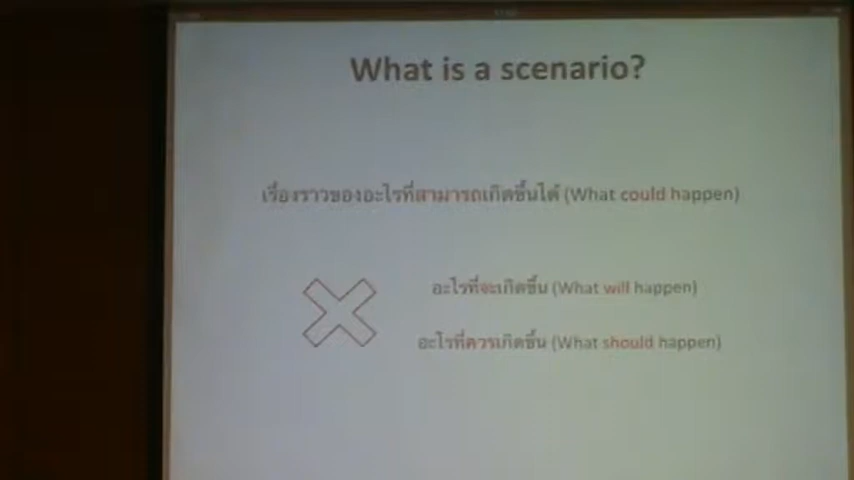 What is a scenario?
เรื่องราวของอะไรที่สามารถเกิดขึ้นได้ (What could happen)
อะไรที่จะเกิดขึ้น (What will happen)
อะไรที่ควรเกิดขึ้น (What should happen)